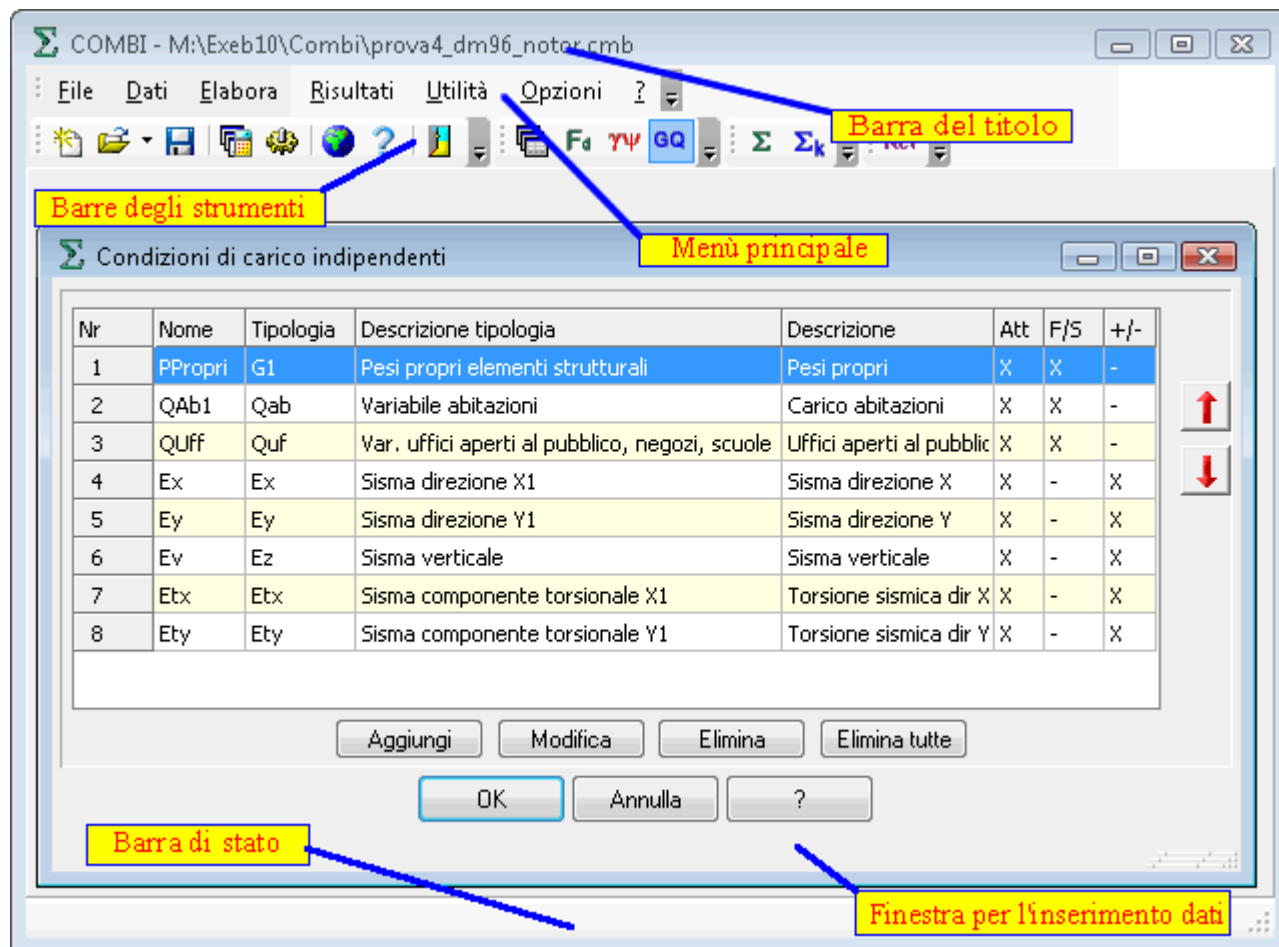 COMBI - M:\Exeb10\Combi\prova4_dm96_notor.cmb
File Dati Elabora Risultati Utilità Opzioni ?
Barra del titolo
Fd γψ GQ Σ Σk
Barre degli strumenti
Menù principale
Condizioni di carico indipendenti
Nr Nome Tipologia Descrizione tipologia Descrizione Att F/S +/-
1 PPropri G1 Pesi propri elementi strutturali Pesi propri X X -
2 QAb1 Qab Variabile abitazioni Carico abitazioni X X -
3 QUff Quf Var. uffici aperti al pubblico, negozi, scuole Uffici aperti al pubblic X X -
4 Ex Ex Sisma direzione X1 Sisma direzione X X - X
5 Ey Ey Sisma direzione Y1 Sisma direzione Y X - X
6 Ev Ez Sisma verticale Sisma verticale X - X
7 Etx Etx Sisma componente torsionale X1 Torsione sismica dir X X - X
8 Ety Ety Sisma componente torsionale Y1 Torsione sismica dir Y X - X
Aggiungi Modifica Elimina Elimina tutte
OK Annulla ?
Barra di stato
Finestra per l'inserimento dati